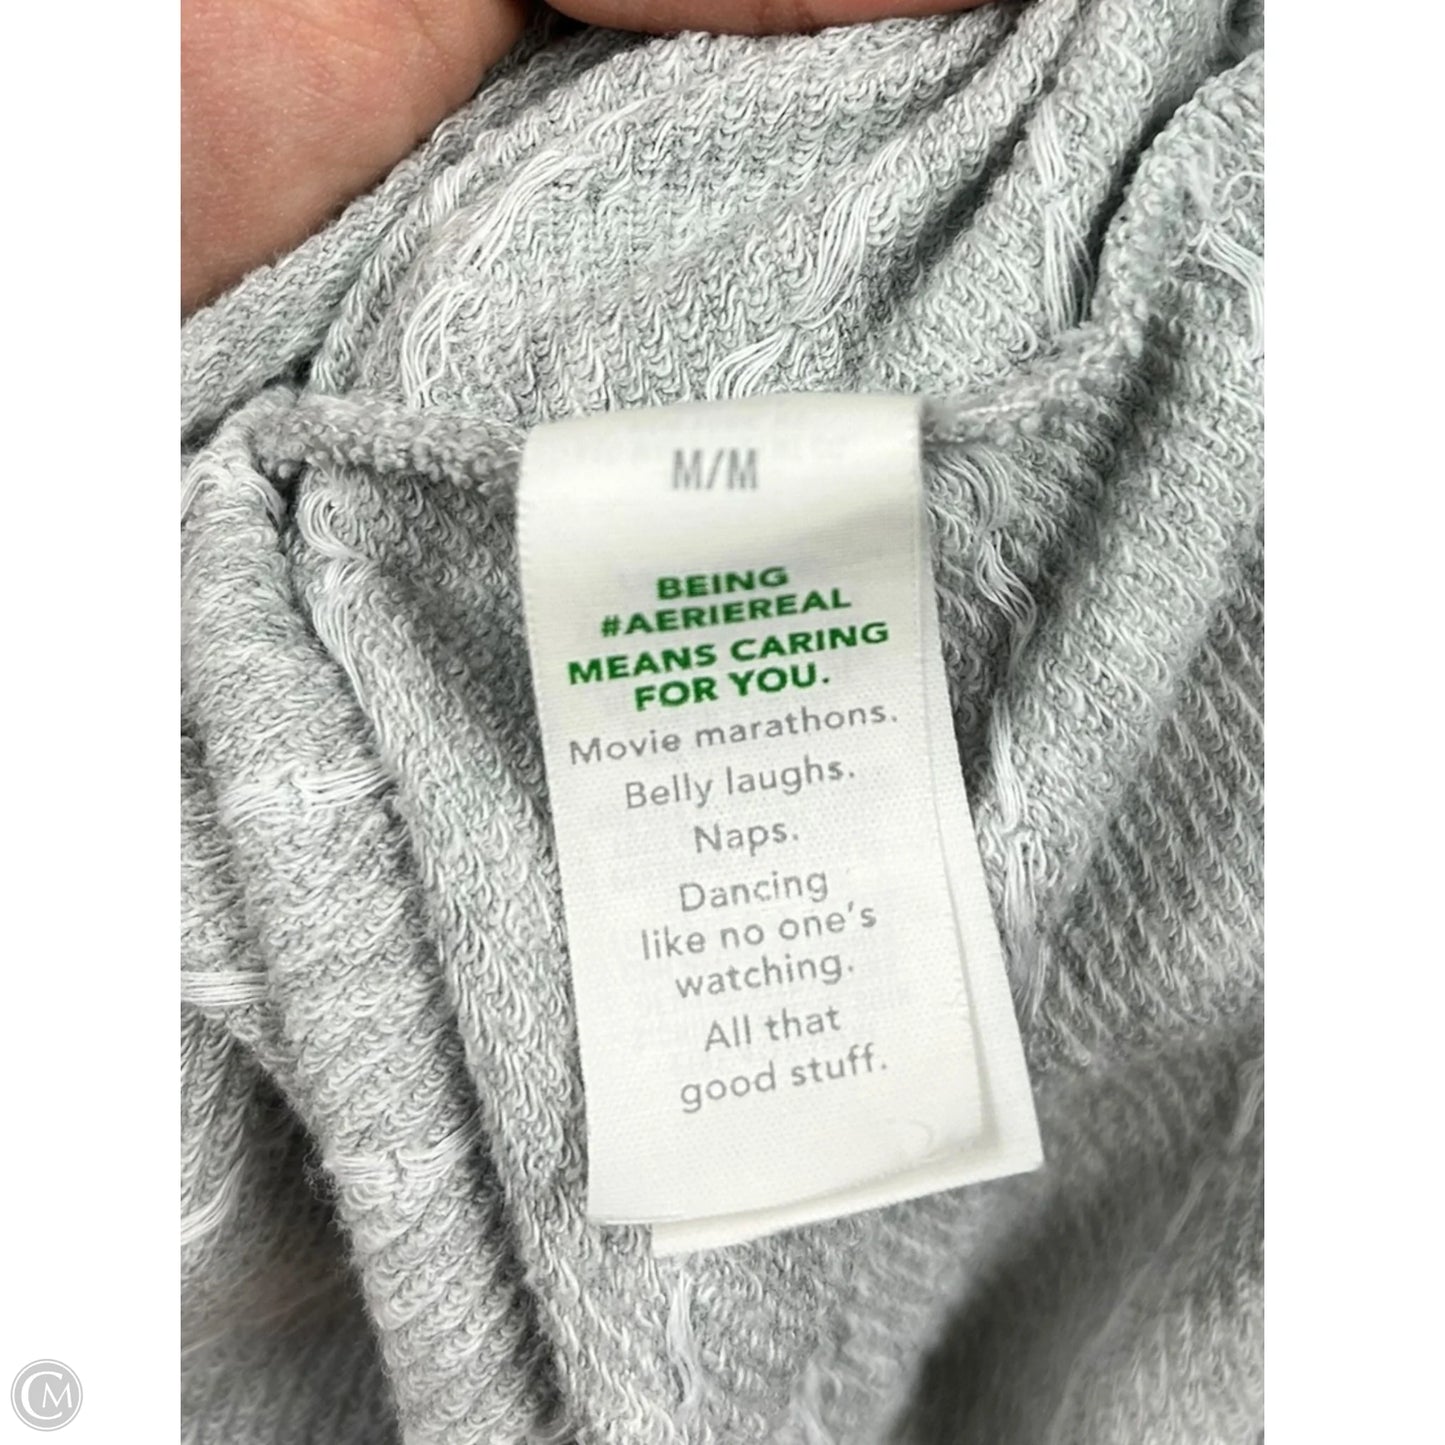 M/M
BEING
#AERIEREAL
MEANS CARING
FOR YOU.
Movie marathons.
Belly laughs.
Naps.
Dancing
like no one's
watching.
All that
good stuff.
CM